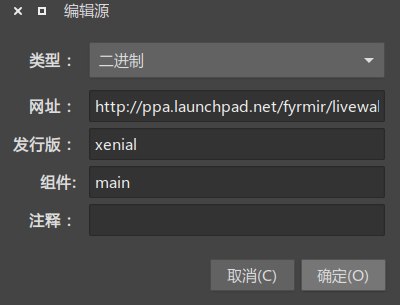 编辑源
类型： 二进制
网址： http://ppa.launchpad.net/fyrmir/livewal
发行版： xenial
组件: main
注释：
取消(C) 确定(O)